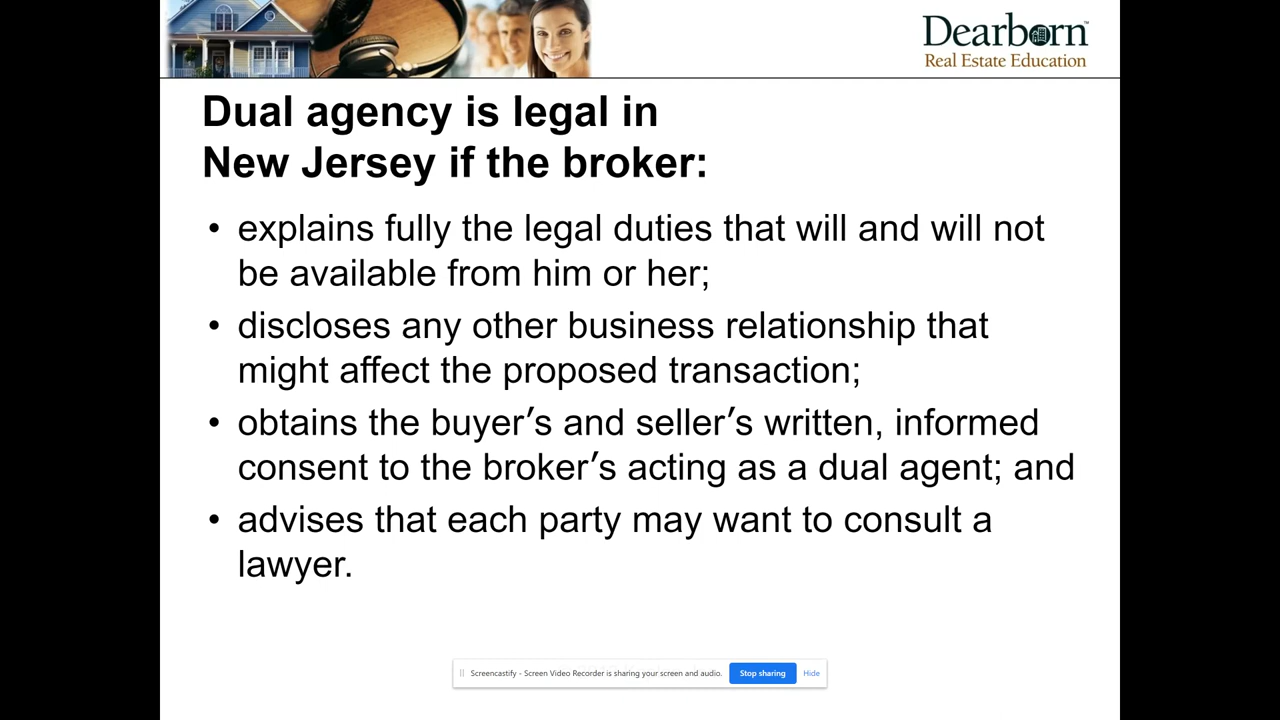 Dearborn™
Real Estate Education
Dual agency is legal in
New Jersey if the broker:
• explains fully the legal duties that will and will not
be available from him or her;
• discloses any other business relationship that
might affect the proposed transaction;
• obtains the buyer′s and seller′s written, informed
consent to the broker′s acting as a dual agent; and
• advises that each party may want to consult a
lawyer.
Screencastify - Screen Video Recorder is sharing your screen and audio. Stop sharing Hide